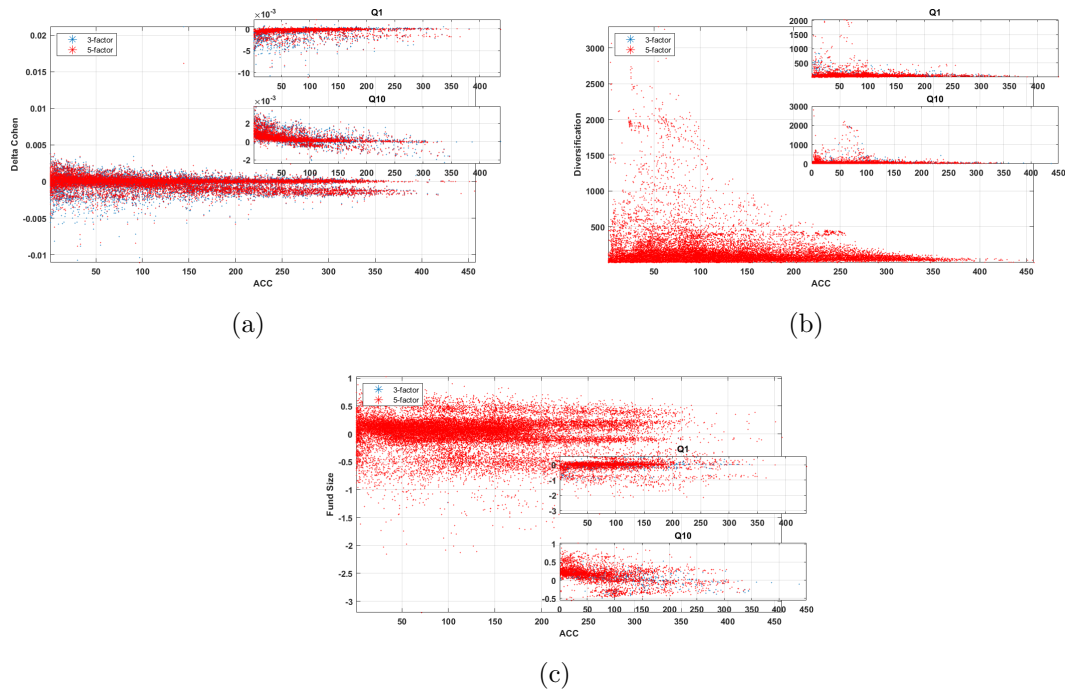 Q1
×10⁻³
0
-5
-10
50 100 150 200 250 300 350 400
Q10
×10⁻³
2
0
-2
50 100 150 200 250 300 350 400
0.02
0.015
0.01
0.005
0
-0.005
-0.01
Delta Cohen
3-factor
5-factor
50 100 150 200 250 300 350 400 450
ACC
(a)
Q1
2000
1500
1000
500
50 100 150 200 250 300 350 400
Q10
3000
2000
1000
0
0 50 100 150 200 250 300 350 400 450
3000
2500
2000
1500
1000
500
Diversification
3-factor
5-factor
50 100 150 200 250 300 350 400 450
ACC
(b)
1
0.5
0
-0.5
-1
-1.5
-2
-2.5
-3
Fund Size
3-factor
5-factor
Q1
0
-1
-2
-3
50 100 150 200 250 300 350 400
Q10
1
0.5
0
-0.5
0 50 100 150 200 250 300 350 400 450
50 100 150 200 250 300 350 400 450
ACC
(c)